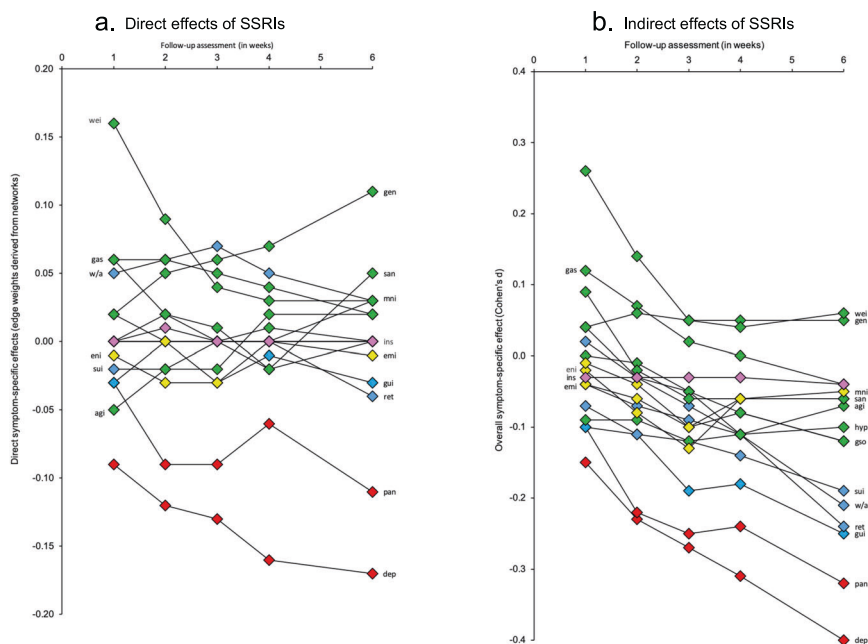 a. Direct effects of SSRIs
Follow-up assessment (in weeks)
0 1 2 3 4 5 6
0.20
0.15
0.10
0.05
0.00
-0.05
-0.10
-0.15
-0.20
Direct symptom-specific effects (edge weights derived from networks)
wei
gas
w/a
eni
sui
agi
gen
san
mni
ins
emi
gui
ret
pan
dep
b. Indirect effects of SSRIs
Follow-up assessment (in weeks)
0 1 2 3 4 5 6
0.4
0.3
0.2
0.1
0.0
-0.1
-0.2
-0.3
-0.4
Overall symptom-specific effect (Cohen's d)
gas
eni
ins
emi
wei
gen
mni
san
agi
hyp
gso
sui
w/a
ret
gui
pan
dep